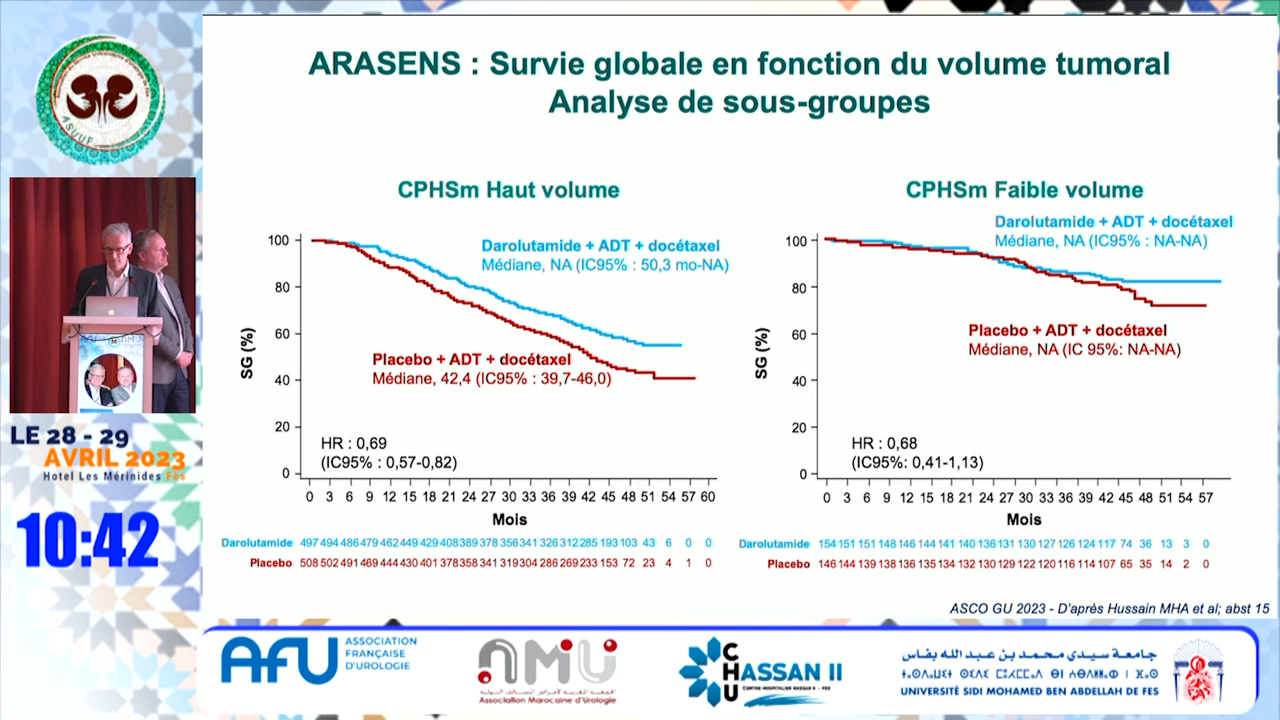 ARASENS : Survie globale en fonction du volume tumoral
Analyse de sous-groupes
CPHSm Haut volume
Darolutamide + ADT + docétaxel
Médiane, NA (IC95% : 50,3 mo-NA)
Placebo + ADT + docétaxel
Médiane, 42,4 (IC95% : 39,7-46,0)
HR : 0,69
(IC95% : 0,57-0,82)
SG (%)
100
80
60
40
20
0
0 3 6 9 12 15 18 21 24 27 30 33 36 39 42 45 48 51 54 57 60
Mois
Darolutamide 497 494 486 479 462 449 429 408 389 378 356 341 326 312 285 193 103 43 6 0 0
Placebo 508 502 491 469 444 430 401 378 358 341 319 304 286 269 233 153 72 23 4 1 0
CPHSm Faible volume
Darolutamide + ADT + docétaxel
Médiane, NA (IC95% : NA-NA)
Placebo + ADT + docétaxel
Médiane, NA (IC 95%: NA-NA)
HR : 0,68
(IC95%: 0,41-1,13)
SG (%)
100
80
60
40
20
0
0 3 6 9 12 15 18 21 24 27 30 33 36 39 42 45 48 51 54 57
Mois
Darolutamide 154 151 151 148 146 144 141 140 136 131 130 127 126 124 117 74 36 13 3 0
Placebo 146 144 139 138 136 135 134 132 130 129 122 120 116 114 107 65 35 14 2 0
ASCO GU 2023 - D'après Hussain MHA et al; abst 15
ASUUF
LE 28 - 29
AVRIL 2023
Hotel Les Mérinides Fes
10:42
AFU
ASSOCIATION
FRANÇAISE
D'UROLOGIE
AMU
Association Marocaine d'Urologie
CHU HASSAN II
CENTRE HOSPITALIER HASSAN II - FES
جامعة سيدي محمد بن عبد الله بفاس
UNIVERSITÉ SIDI MOHAMED BEN ABDELLAH DE FES